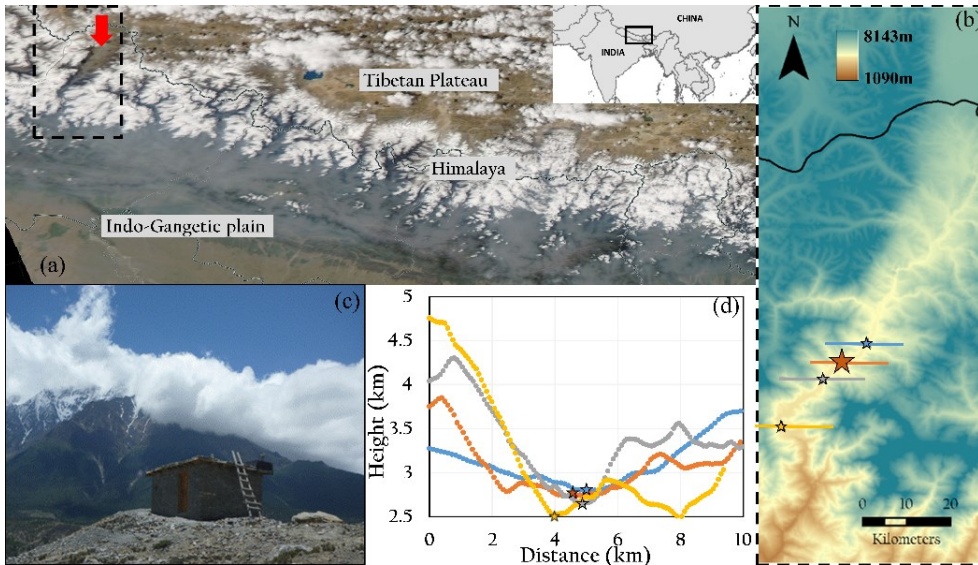 CHINA
INDIA
Tibetan Plateau
Himalaya
Indo-Gangetic plain
(a)
(b)
N
8143m
1090m
0 10 20
Kilometers
(c)
(d)
5
4.5
4
3.5
3
2.5
Height (km)
0 2 4 6 8 10
Distance (km)